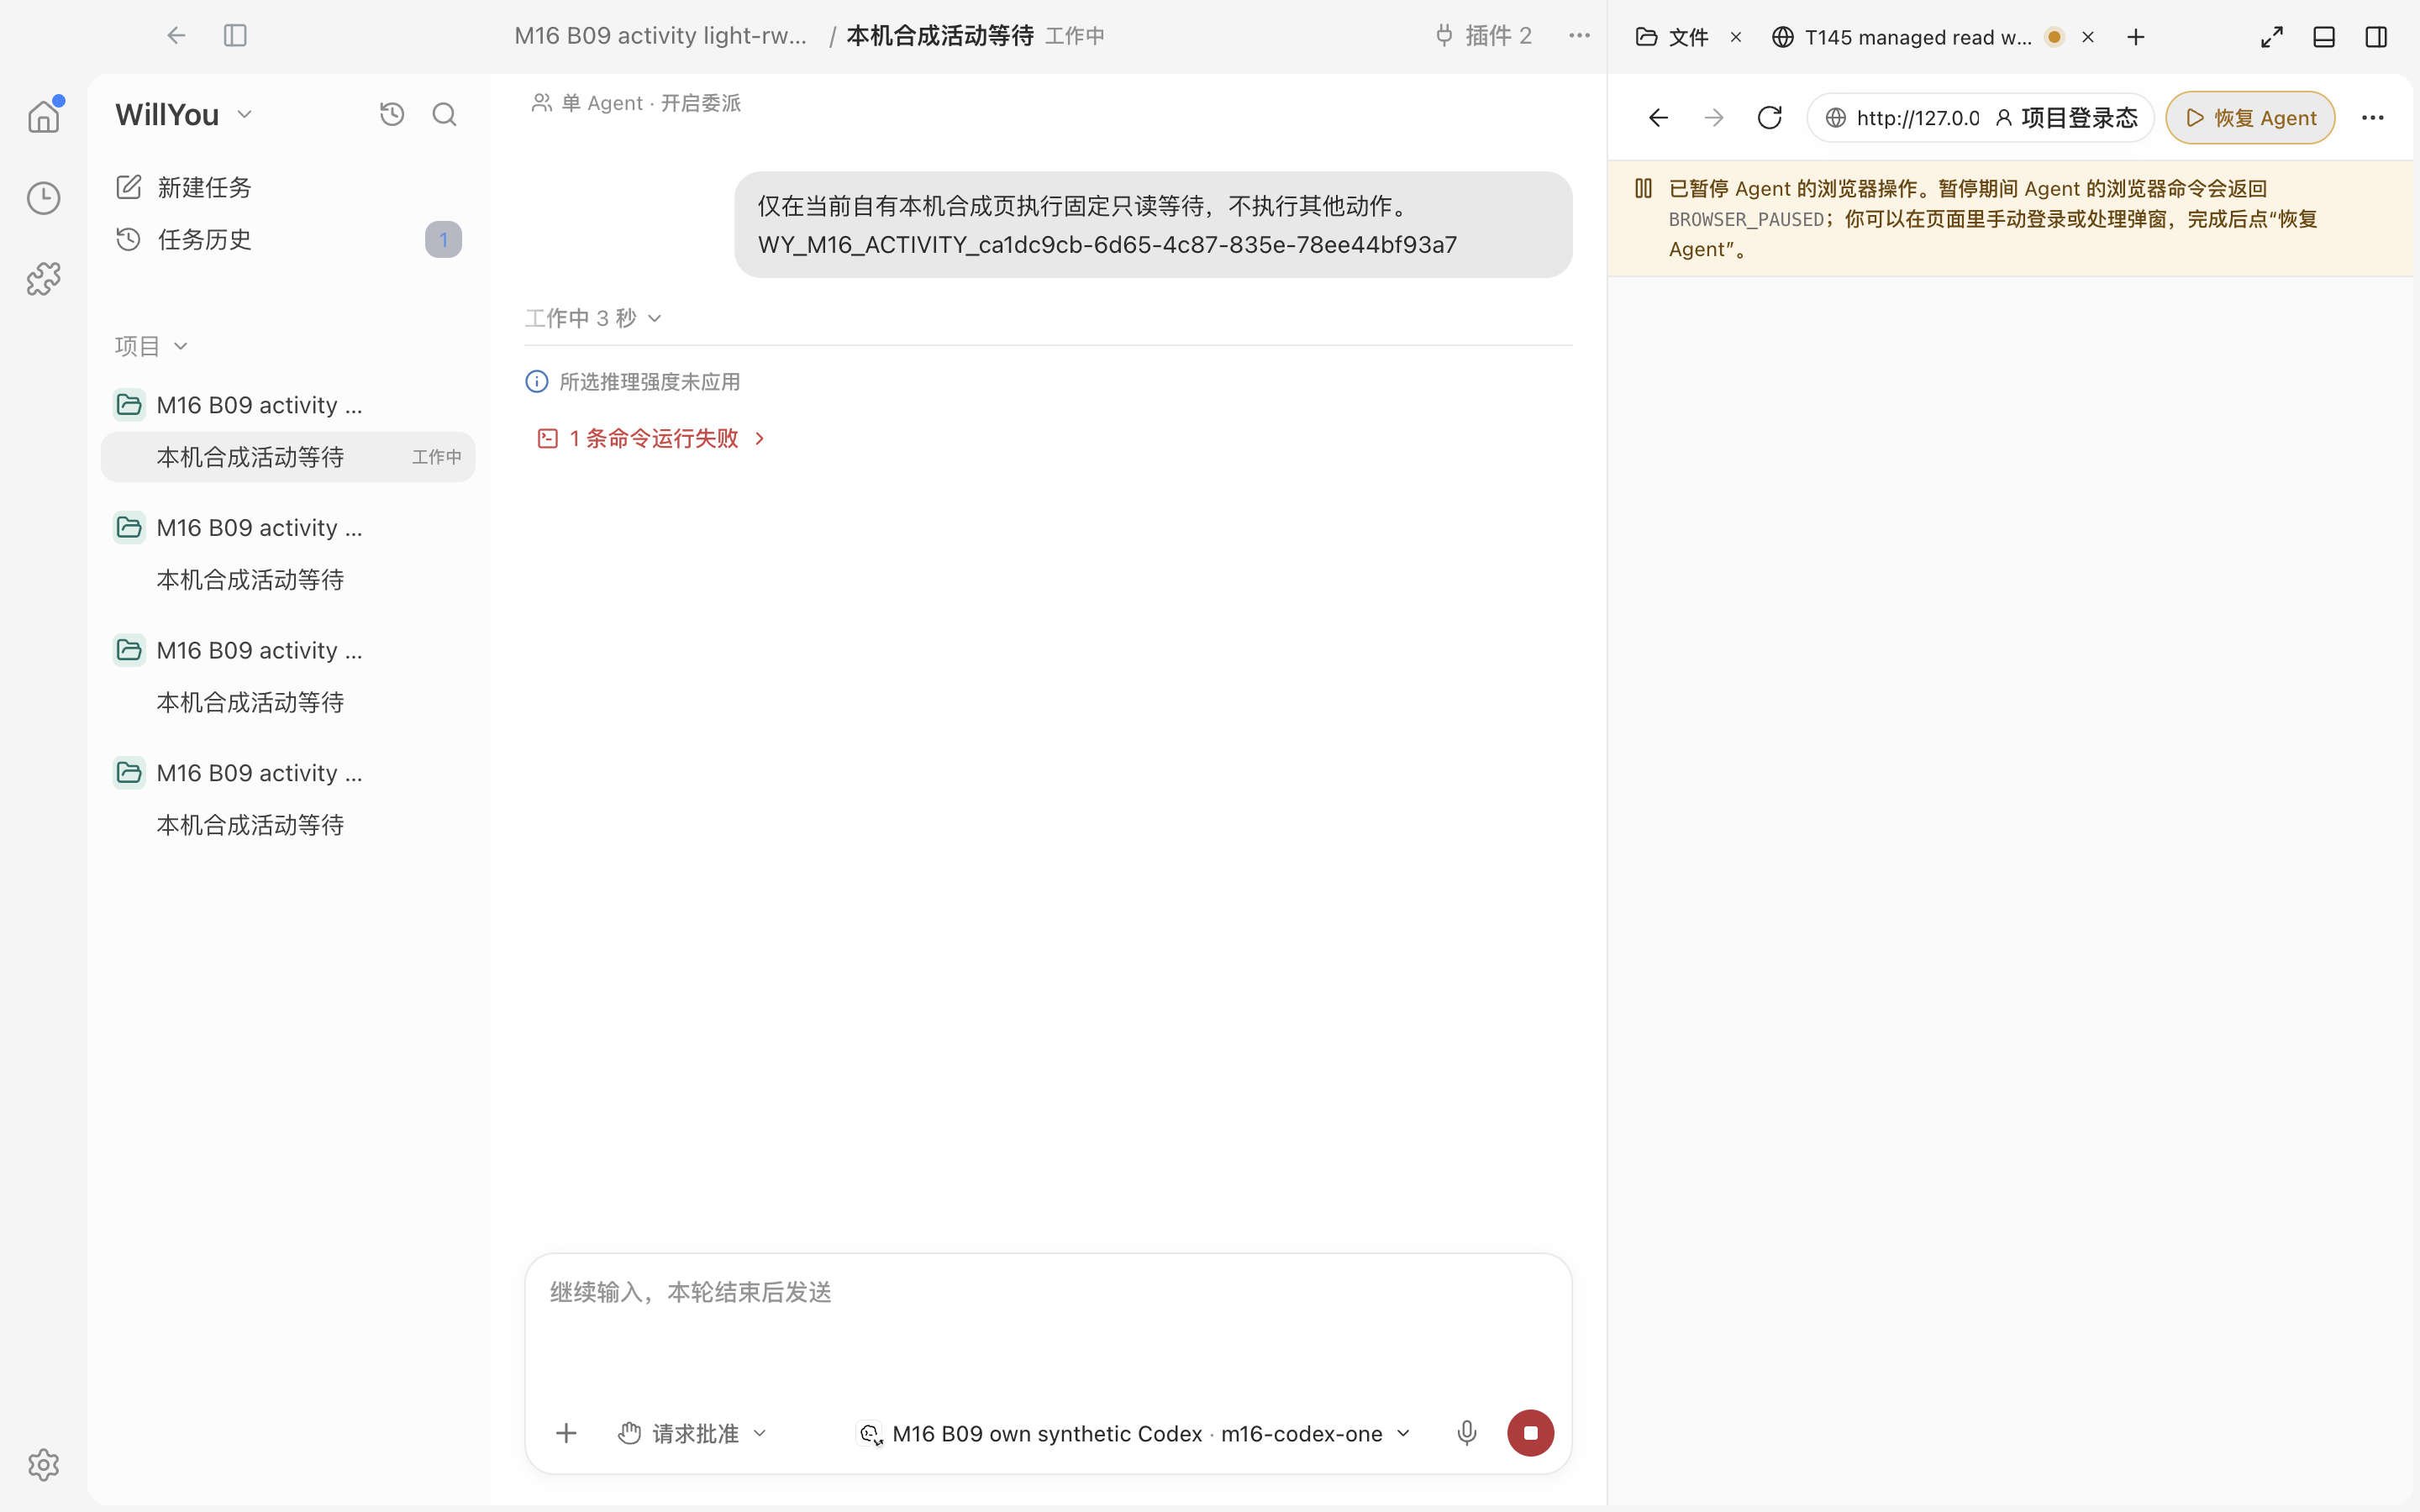 M16 B09 activity light-rw... / 本机合成活动等待 工作中
插件 2
文件
T145 managed read w...
WillYou
新建任务
任务历史
1
项目
M16 B09 activity ...
本机合成活动等待
工作中
M16 B09 activity ...
本机合成活动等待
M16 B09 activity ...
本机合成活动等待
M16 B09 activity ...
本机合成活动等待
单 Agent · 开启委派
仅在当前自有本机合成页执行固定只读等待，不执行其他动作。
WY_M16_ACTIVITY_ca1dc9cb-6d65-4c87-835e-78ee44bf93a7
工作中 3 秒
所选推理强度未应用
1 条命令运行失败
继续输入，本轮结束后发送
请求批准
M16 B09 own synthetic Codex · m16-codex-one
http://127.0.0
项目登录态
恢复 Agent
已暂停 Agent 的浏览器操作。暂停期间 Agent 的浏览器命令会返回
BROWSER_PAUSED；你可以在页面里手动登录或处理弹窗，完成后点“恢复
Agent”。